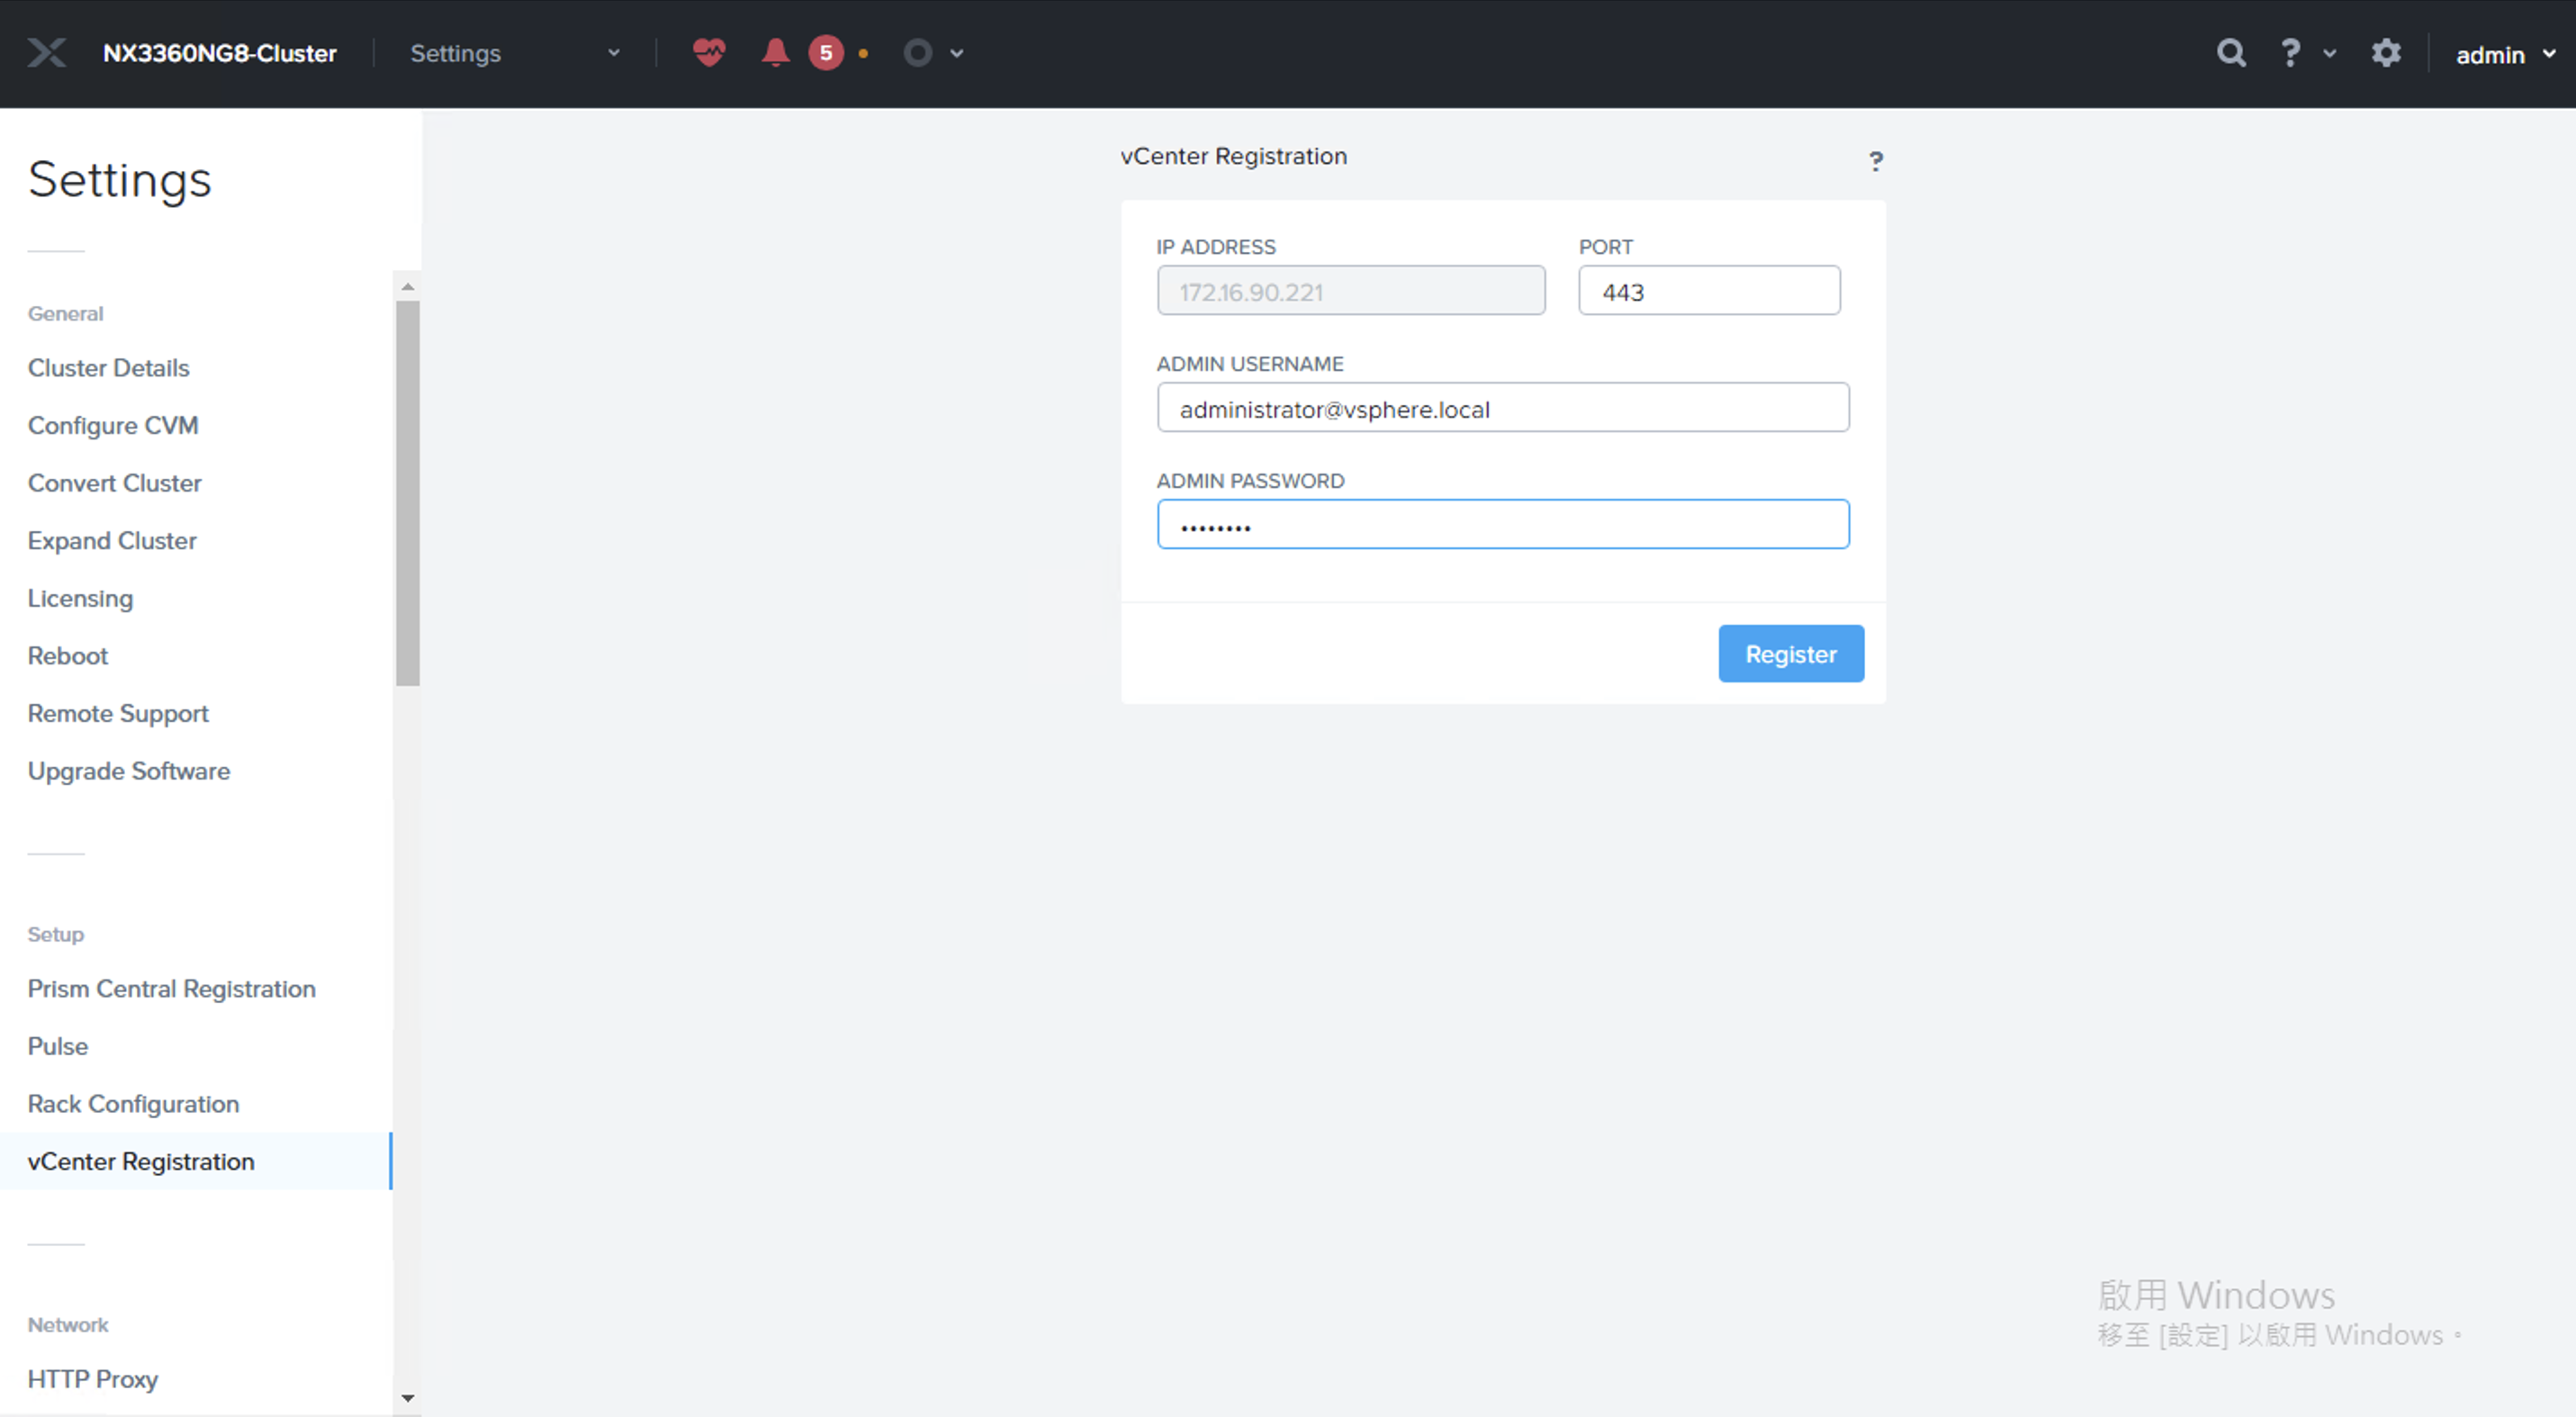 NX3360NG8-Cluster
Settings
5
?
admin
Settings
General
Cluster Details
Configure CVM
Convert Cluster
Expand Cluster
Licensing
Reboot
Remote Support
Upgrade Software
Setup
Prism Central Registration
Pulse
Rack Configuration
vCenter Registration
Network
HTTP Proxy
vCenter Registration
?
IP ADDRESS
PORT
172.16.90.221
443
ADMIN USERNAME
administrator@vsphere.local
ADMIN PASSWORD
••••••••
Register
啟用 Windows
移至 [設定] 以啟用 Windows。